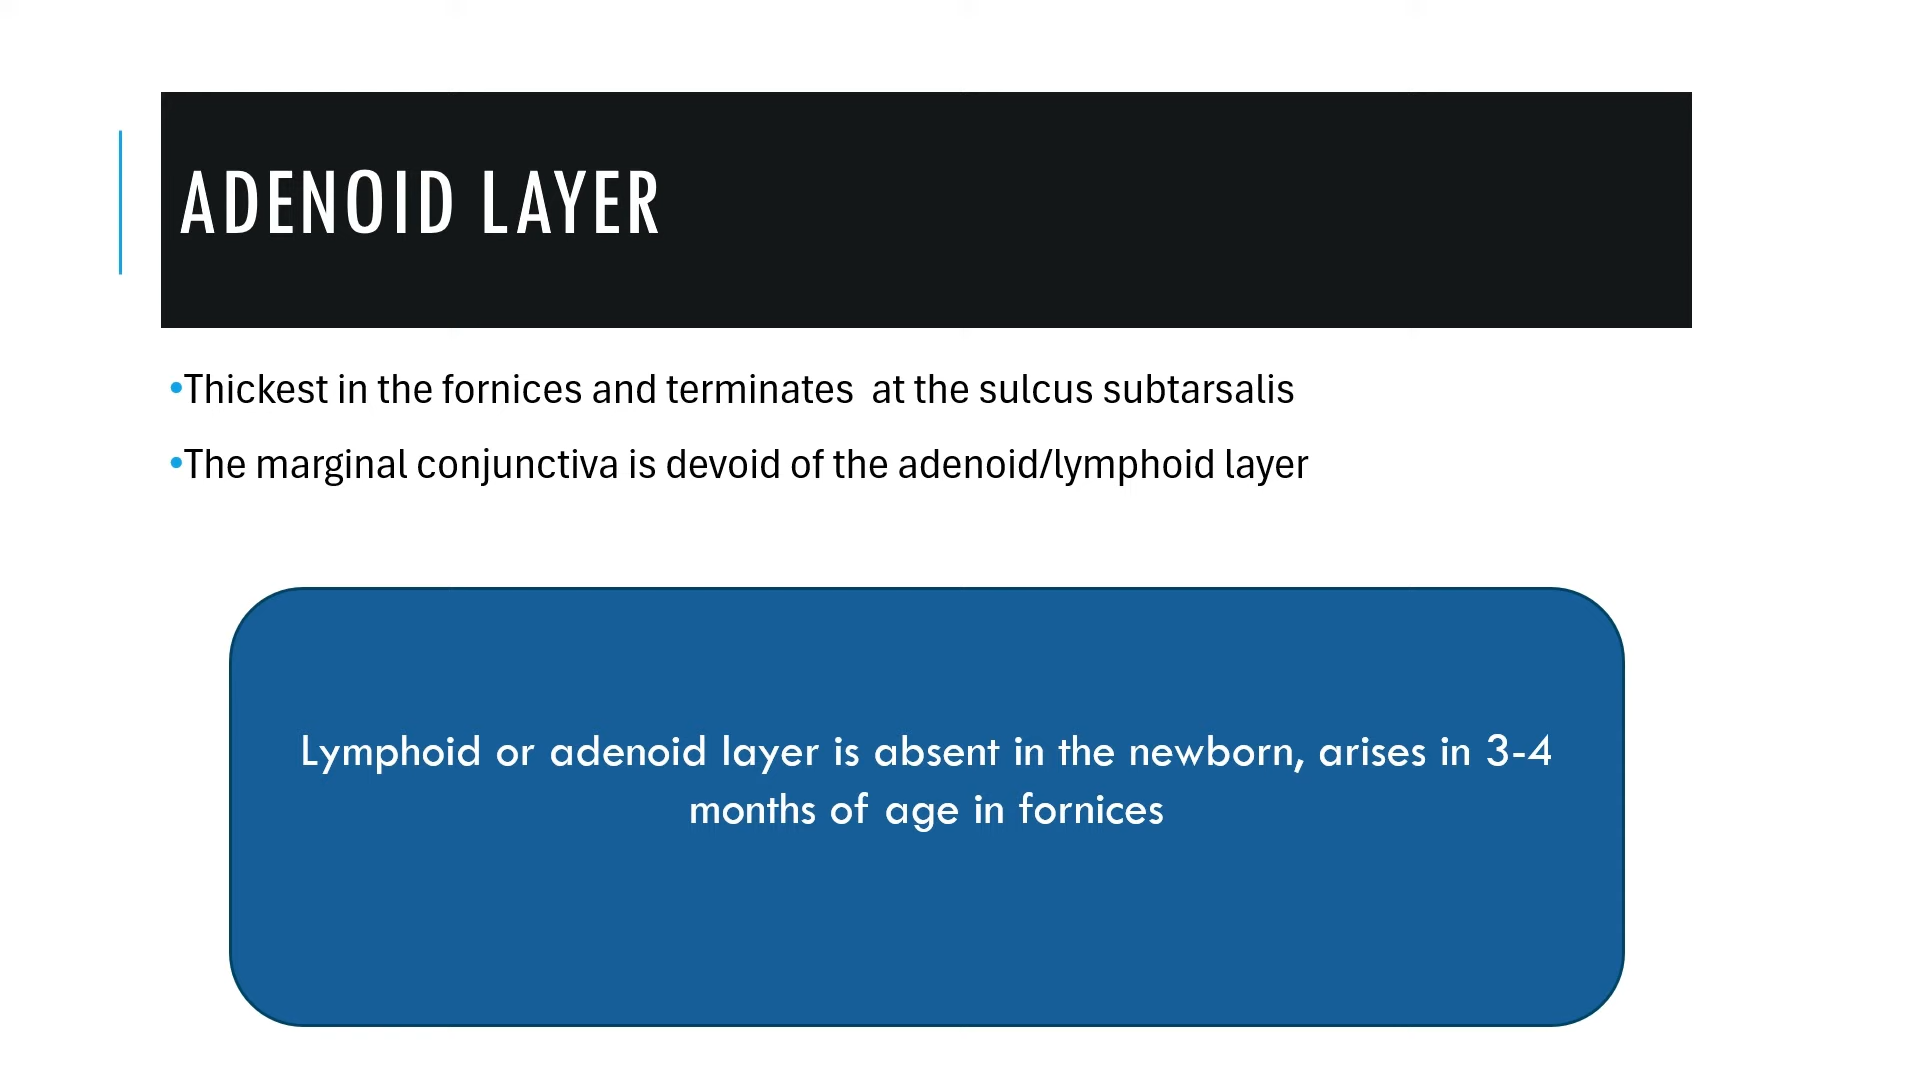 ADENOID LAYER
•Thickest in the fornices and terminates  at the sulcus subtarsalis
•The marginal conjunctiva is devoid of the adenoid/lymphoid layer
Lymphoid or adenoid layer is absent in the newborn, arises in 3-4
months of age in fornices